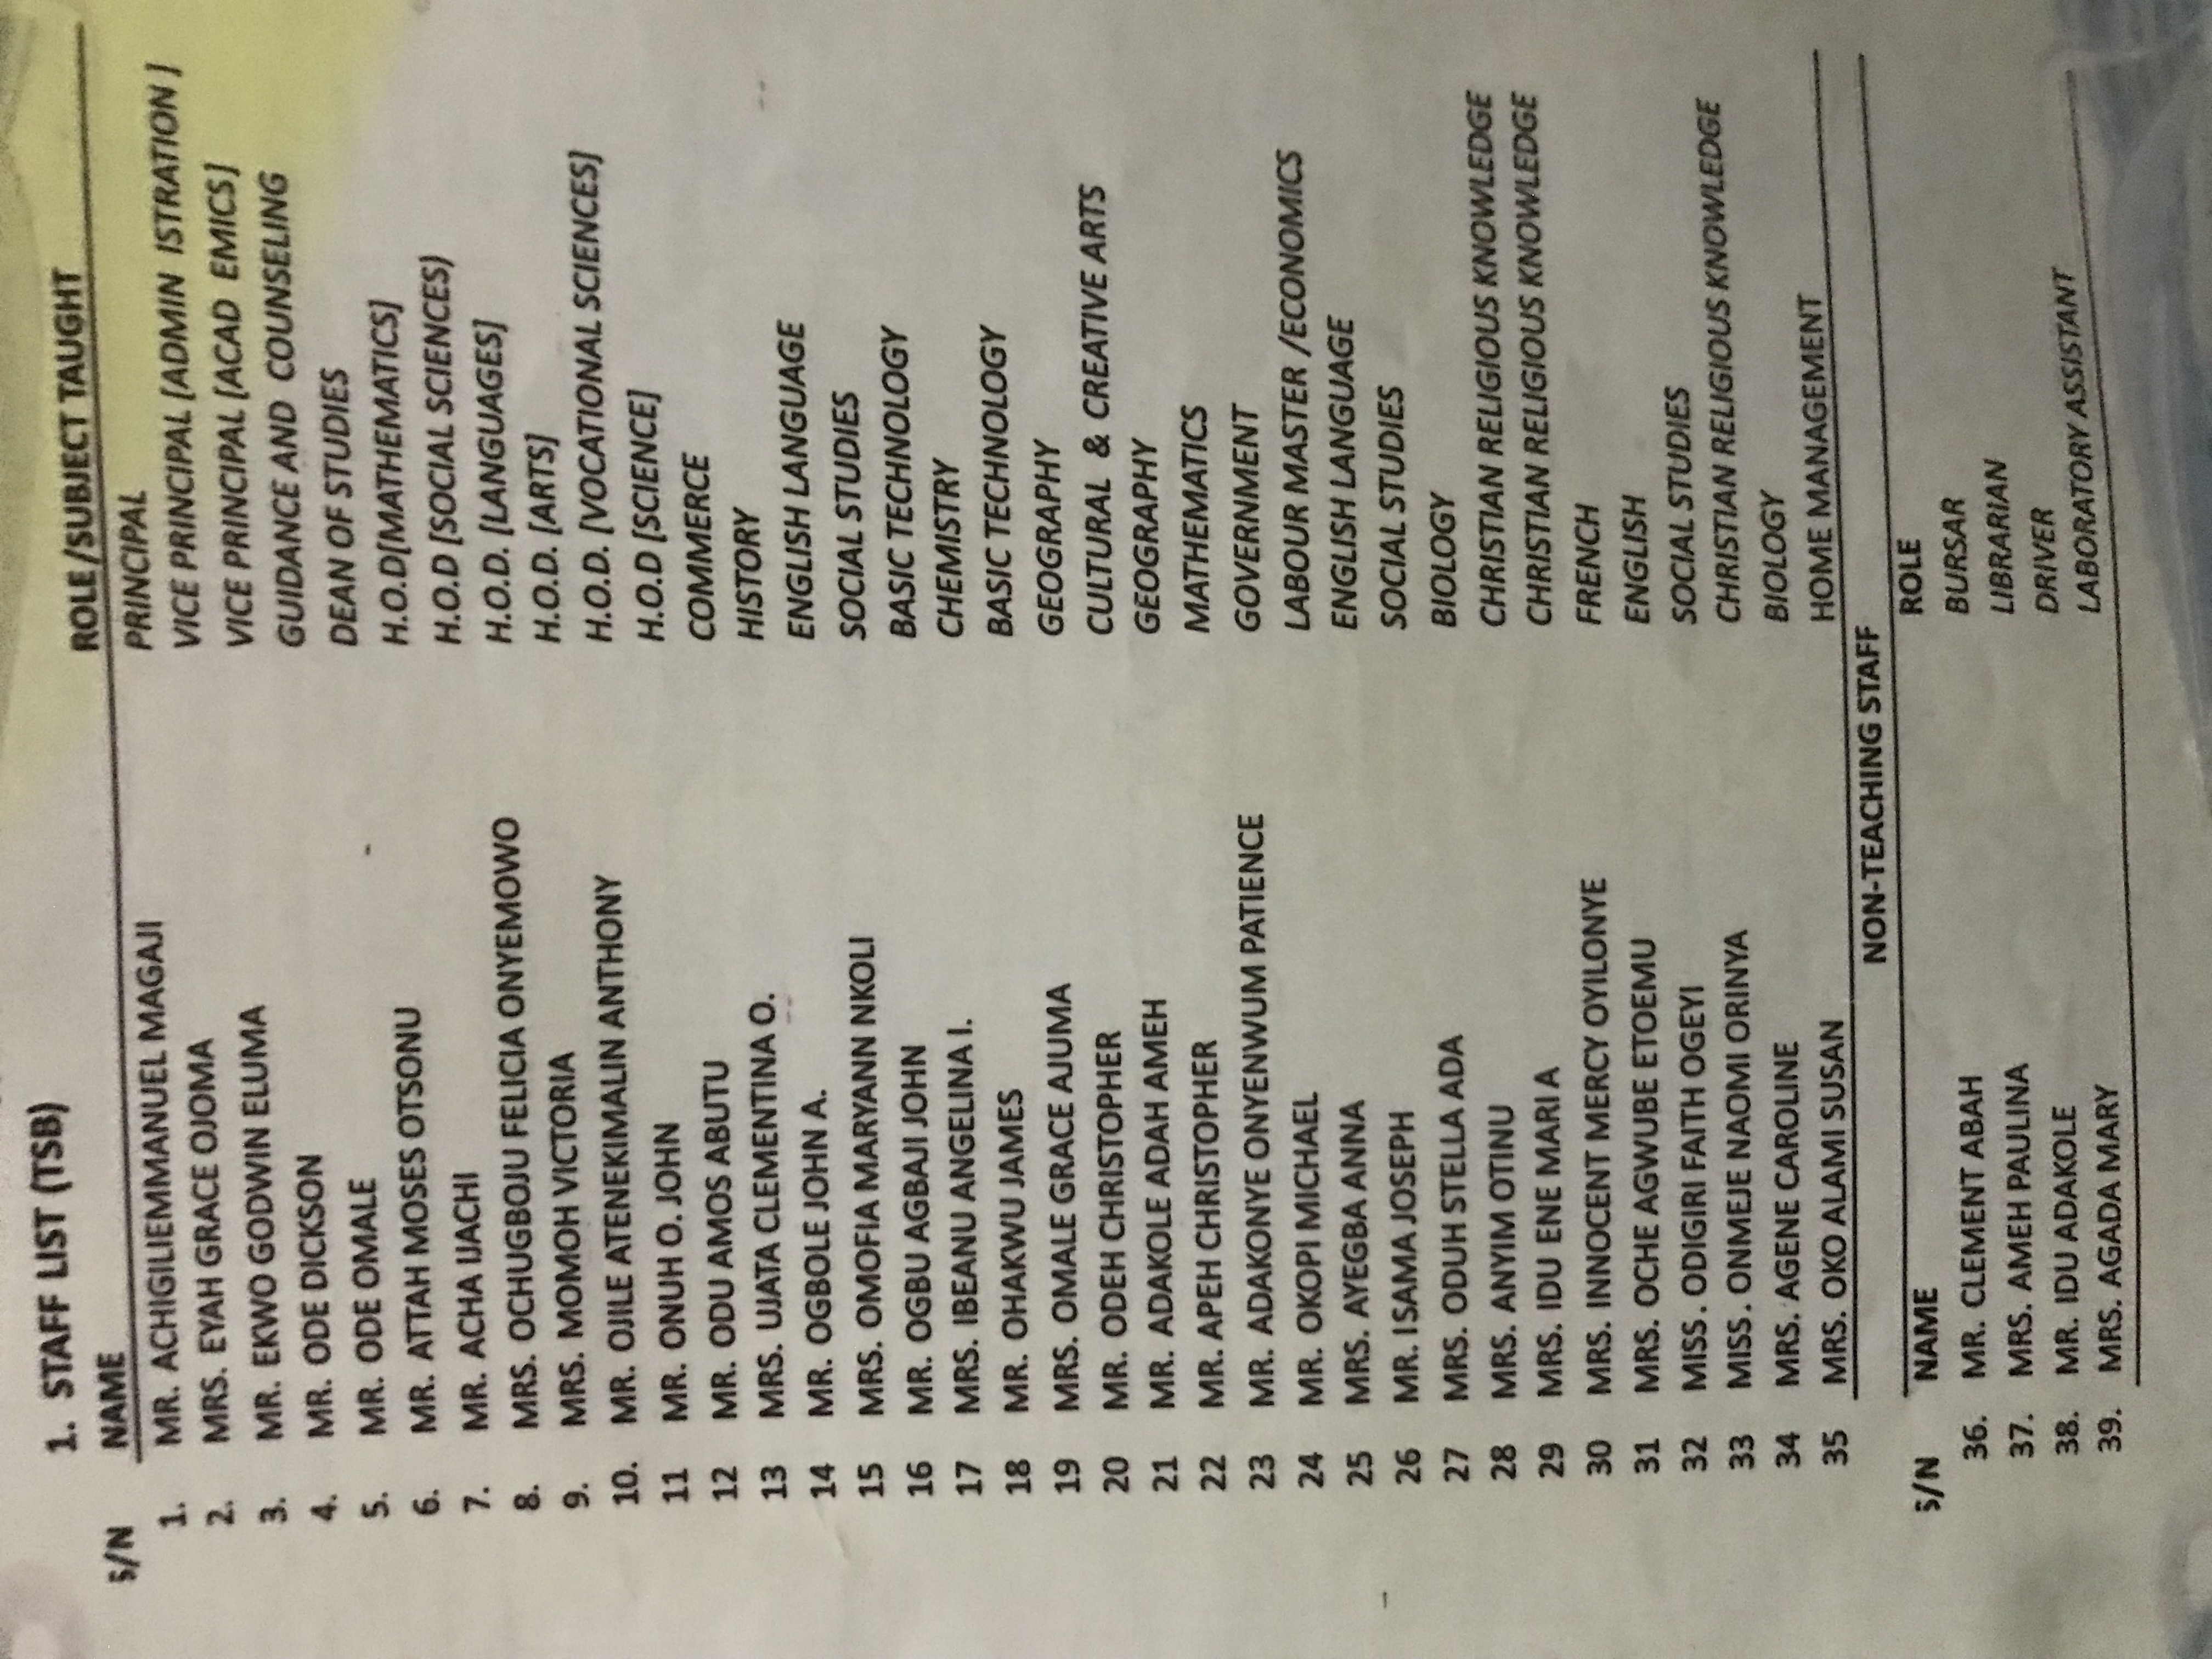 1. STAFF LIST (TSB)
S/N NAME ROLE/SUBJECT TAUGHT
1. MR. ACHIGILIEMMANUEL MAGAJI PRINCIPAL
2. MRS. EYAH GRACE OJOMA VICE PRINCIPAL [ADMIN ISTRATION ]
3. MR. EKWO GODWIN ELUMA VICE PRINCIPAL [ACAD EMICS]
4. MR. ODE DICKSON GUIDANCE AND COUNSELING
5. MR. ODE OMALE DEAN OF STUDIES
6. MR. ATTAH MOSES OTSONU H.O.D[MATHEMATICS]
7. MR. ACHA IJACHI H.O.D [SOCIAL SCIENCES)
8. MRS. OCHUGBOJU FELICIA ONYEMOWO H.O.D. [LANGUAGES]
9. MRS. MOMOH VICTORIA H.O.D. [ARTS]
10. MR. OJILE ATENEKIMALIN ANTHONY H.O.D. [VOCATIONAL SCIENCES]
11 MR. ONUH O. JOHN H.O.D [SCIENCE]
12 MR. ODU AMOS ABUTU COMMERCE
13 MRS. UJATA CLEMENTINA O. HISTORY
14 MR. OGBOLE JOHN A. ENGLISH LANGUAGE
15 MRS. OMOFIA MARYANN NKOLI SOCIAL STUDIES
16 MR. OGBU AGBAJI JOHN BASIC TECHNOLOGY
17 MRS. IBEANU ANGELINA I. CHEMISTRY
18 MR. OHAKWU JAMES BASIC TECHNOLOGY
19 MRS. OMALE GRACE AJUMA GEOGRAPHY
20 MR. ODEH CHRISTOPHER CULTURAL & CREATIVE ARTS
21 MR. ADAKOLE ADAH AMEH GEOGRAPHY
22 MR. APEH CHRISTOPHER MATHEMATICS
23 MR. ADAKONYE ONYENWUM PATIENCE GOVERNMENT
24 MR. OKOPI MICHAEL LABOUR MASTER /ECONOMICS
25 MRS. AYEGBA ANNA ENGLISH LANGUAGE
26 MR. ISAMA JOSEPH SOCIAL STUDIES
27 MRS. ODUH STELLA ADA BIOLOGY
28 MRS. ANYIM OTINU CHRISTIAN RELIGIOUS KNOWLEDGE
29 MRS. IDU ENE MARI A CHRISTIAN RELIGIOUS KNOWLEDGE
30 MRS. INNOCENT MERCY OYILONYE FRENCH
31 MRS. OCHE AGWUBE ETOEMU ENGLISH
32 MISS. ODIGIRI FAITH OGEYI SOCIAL STUDIES
33 MISS. ONMEJE NAOMI ORINYA CHRISTIAN RELIGIOUS KNOWLEDGE
34 MRS. AGENE CAROLINE BIOLOGY
35 MRS. OKO ALAMI SUSAN HOME MANAGEMENT
NON-TEACHING STAFF
S/N NAME ROLE
36. MR. CLEMENT ABAH BURSAR
37. MRS. AMEH PAULINA LIBRARIAN
38. MR. IDU ADAKOLE DRIVER
39. MRS. AGADA MARY LABORATORY ASSISTANT